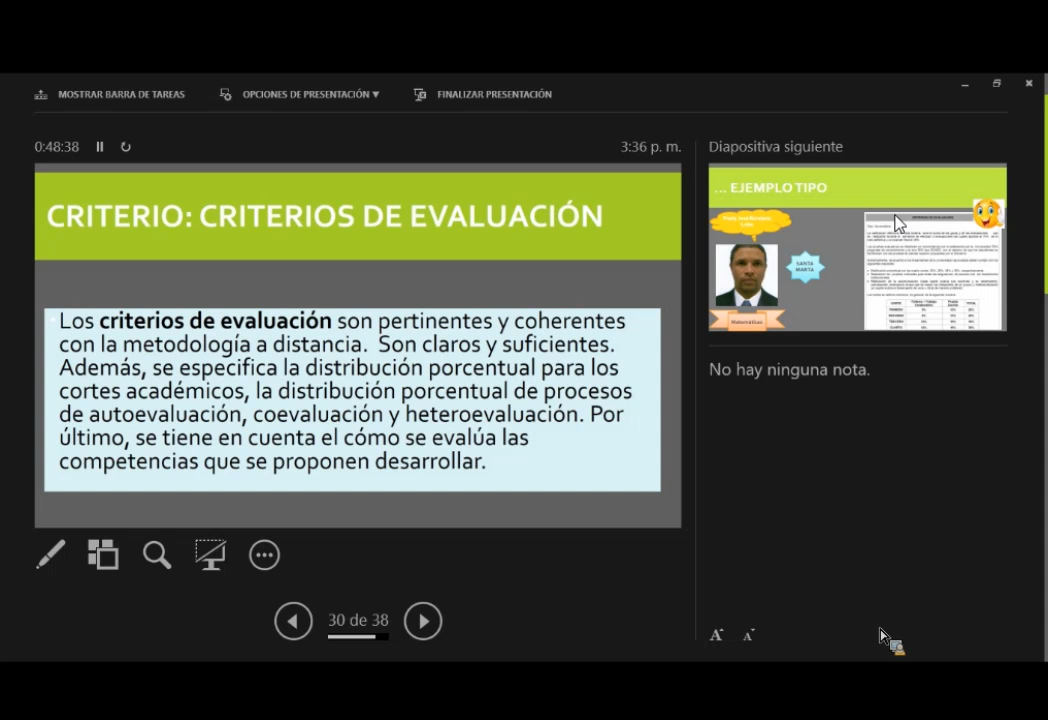 MOSTRAR BARRA DE TAREAS
OPCIONES DE PRESENTACIÓN ▼
FINALIZAR PRESENTACIÓN
0:48:38
3:36 p. m.
CRITERIO: CRITERIOS DE EVALUACIÓN
Los criterios de evaluación son pertinentes y coherentes
con la metodología a distancia. Son claros y suficientes.
Además, se especifica la distribución porcentual para los
cortes académicos, la distribución porcentual de procesos
de autoevaluación, coevaluación y heteroevaluación. Por
último, se tiene en cuenta el cómo se evalúa las
competencias que se proponen desarrollar.
30 de 38
Diapositiva siguiente
... EJEMPLO TIPO
SANTA
MARTA
Matemáticas
CRITERIOS DE EVALUACIÓN
No hay ninguna nota.
A
A